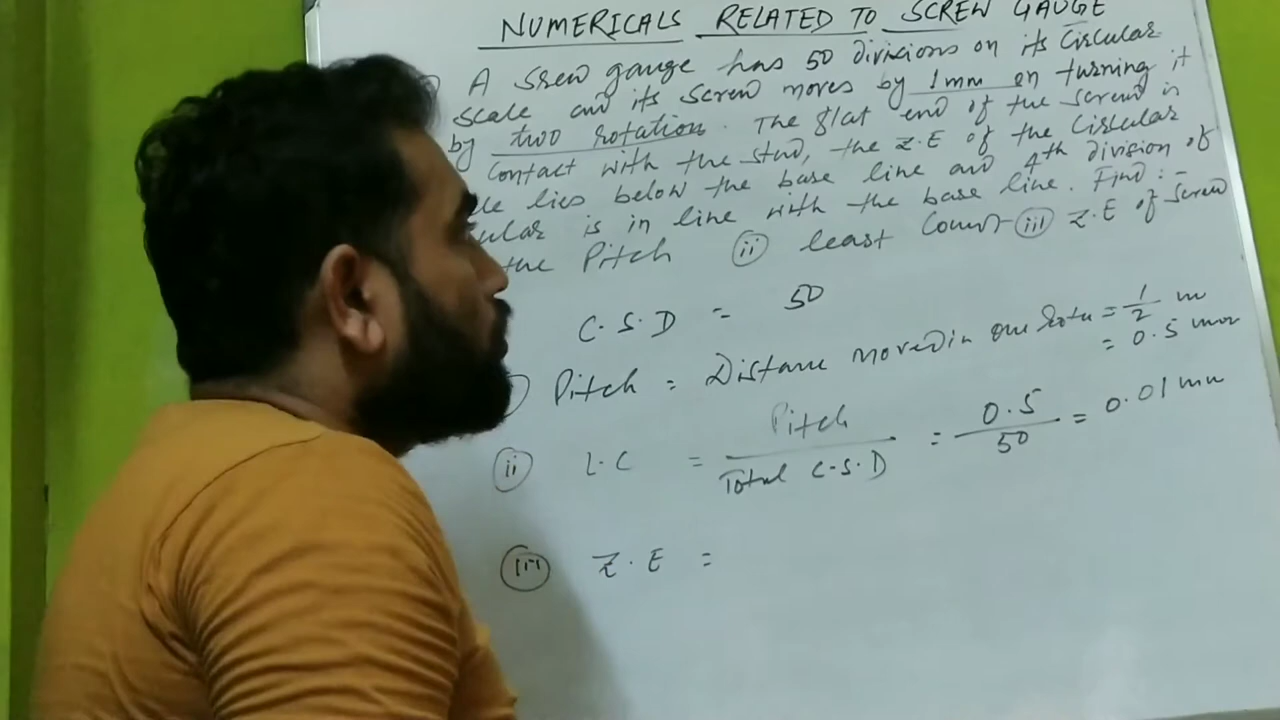 NUMERICALS RELATED TO SCREW GAUGE
A Srew gauge has 50 divisions on its Circular
scale and its screw moves by 1mm on turning it
by two rotation. The flat end of the screw is
contact with the stud, the Z.E of the Circular
le lies below the base line and 4th division of
ular is in line with the base line. Find :-
the Pitch (ii) least Count (iii) Z.E of Screw
C.S.D = 50
Pitch = Distance moved in one = 1/2 m
= 0.5 mm
(ii) L.C = Pitch / Total C.S.D = 0.5 / 50 = 0.01 mm
(iii) Z.E =